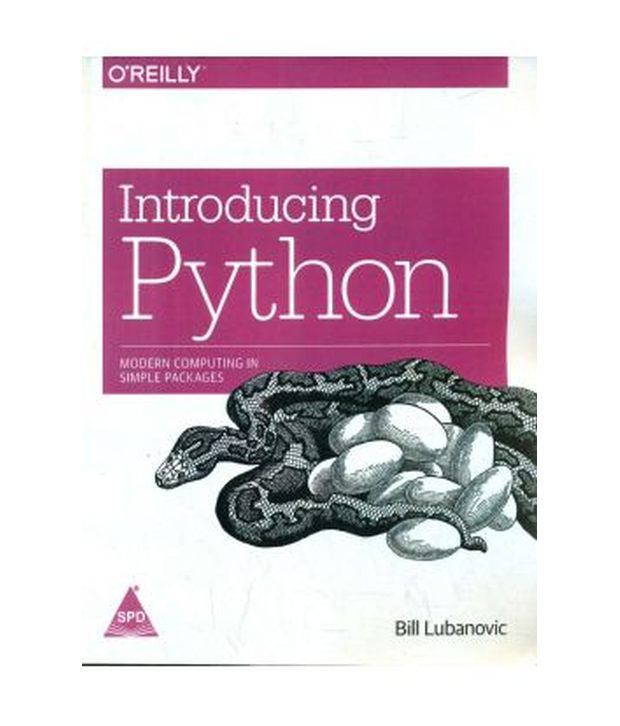 O'REILLY®
Introducing
Python
MODERN COMPUTING IN
SIMPLE PACKAGES
SPD
Bill Lubanovic